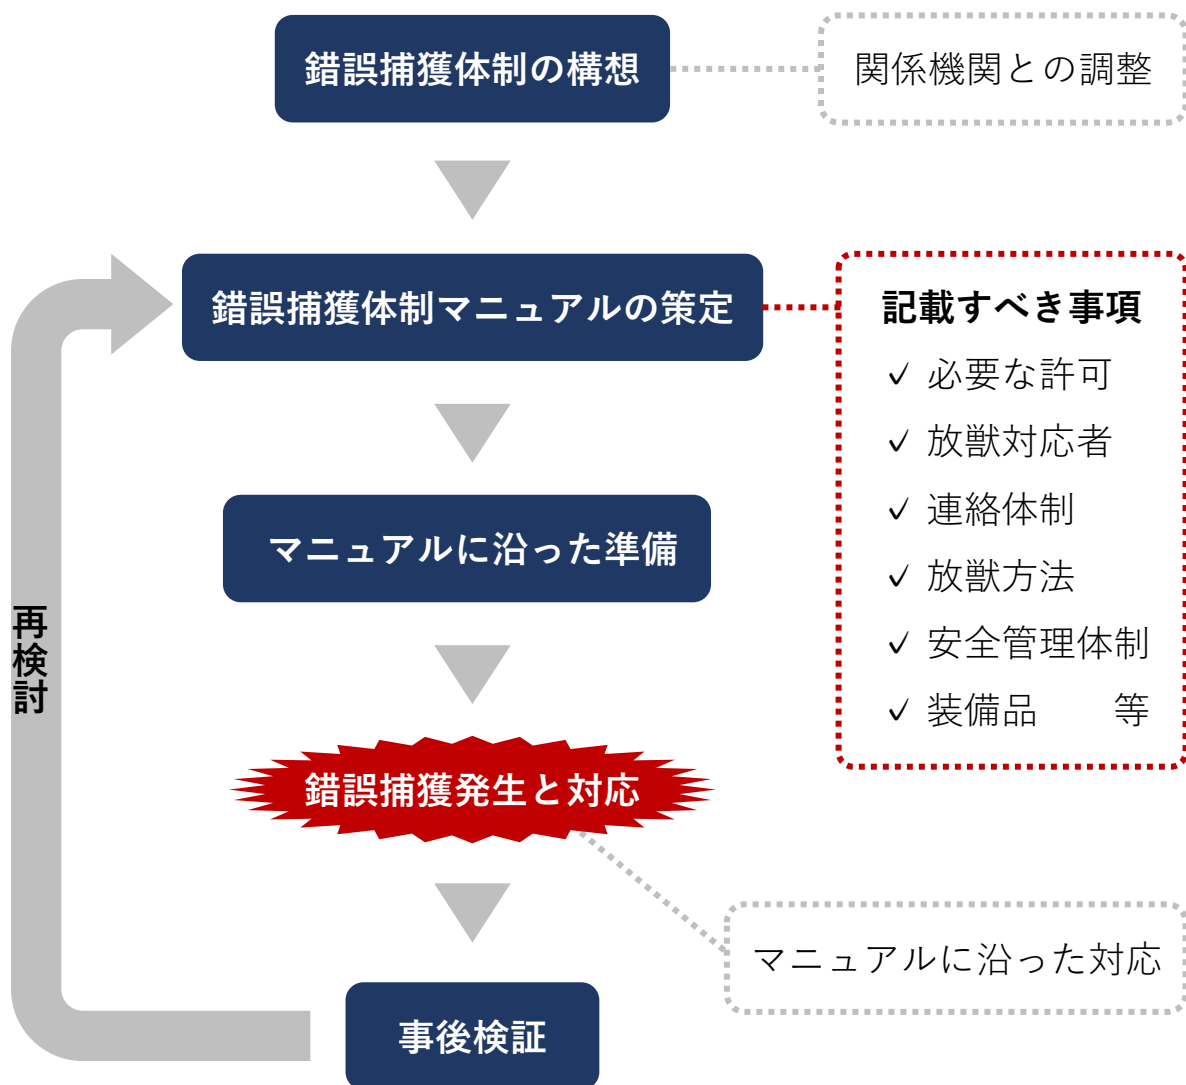 錯誤捕獲体制の構想
関係機関との調整
錯誤捕獲体制マニュアルの策定
記載すべき事項
✓ 必要な許可
✓ 放獣対応者
✓ 連絡体制
✓ 放獣方法
✓ 安全管理体制
✓ 装備品　　等
マニュアルに沿った準備
再検討
錯誤捕獲発生と対応
マニュアルに沿った対応
事後検証